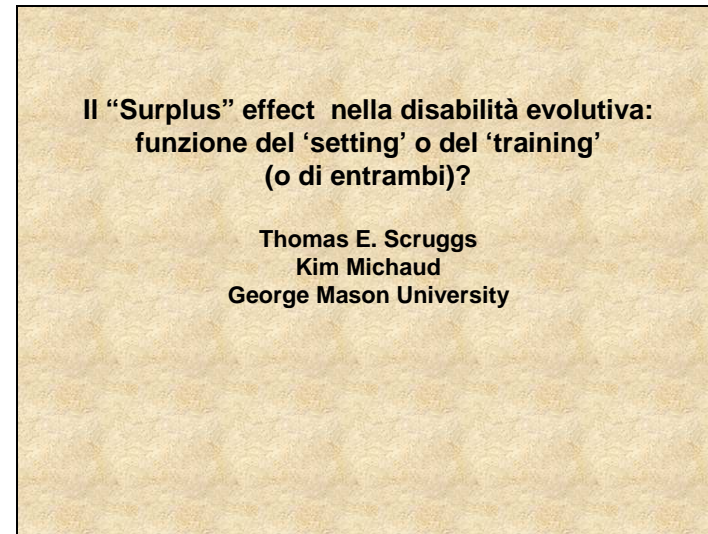 Il “Surplus” effect  nella disabilità evolutiva:
funzione del ‘setting’ o del ‘training’
(o di entrambi)?
Thomas E. Scruggs
Kim Michaud
George Mason University